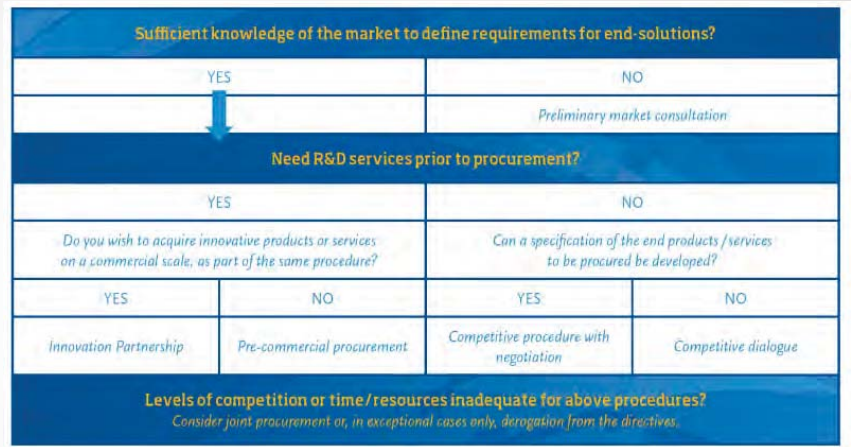 Sufficient knowledge of the market to define requirements for end-solutions?
YES
NO
Preliminary market consultation
Need R&D services prior to procurement?
YES
NO
Do you wish to acquire innovative products or services
on a commercial scale, as part of the same procedure?
Can a specification of the end products/services
to be procured be developed?
YES
NO
YES
NO
Innovation Partnership
Pre-commercial procurement
Competitive procedure with
negotiation
Competitive dialogue
Levels of competition or time/resources inadequate for above procedures?
Consider joint procurement or, in exceptional cases only, derogation from the directives.